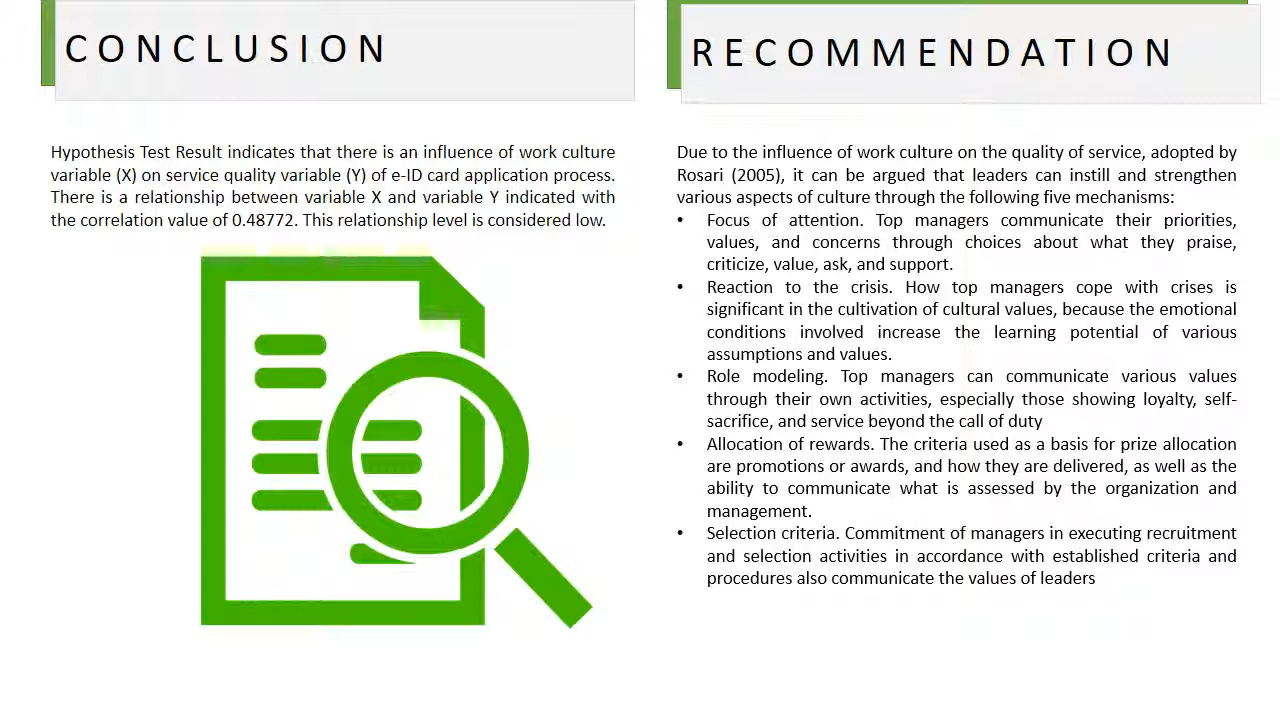 CONCLUSION
Hypothesis Test Result indicates that there is an influence of work culture
variable (X) on service quality variable (Y) of e-ID card application process.
There is a relationship between variable X and variable Y indicated with
the correlation value of 0.48772. This relationship level is considered low.
RECOMMENDATION
Due to the influence of work culture on the quality of service, adopted by
Rosari (2005), it can be argued that leaders can instill and strengthen
various aspects of culture through the following five mechanisms:
• Focus of attention. Top managers communicate their priorities,
values, and concerns through choices about what they praise,
criticize, value, ask, and support.
• Reaction to the crisis. How top managers cope with crises is
significant in the cultivation of cultural values, because the emotional
conditions involved increase the learning potential of various
assumptions and values.
• Role modeling. Top managers can communicate various values
through their own activities, especially those showing loyalty, self-
sacrifice, and service beyond the call of duty
• Allocation of rewards. The criteria used as a basis for prize allocation
are promotions or awards, and how they are delivered, as well as the
ability to communicate what is assessed by the organization and
management.
• Selection criteria. Commitment of managers in executing recruitment
and selection activities in accordance with established criteria and
procedures also communicate the values of leaders